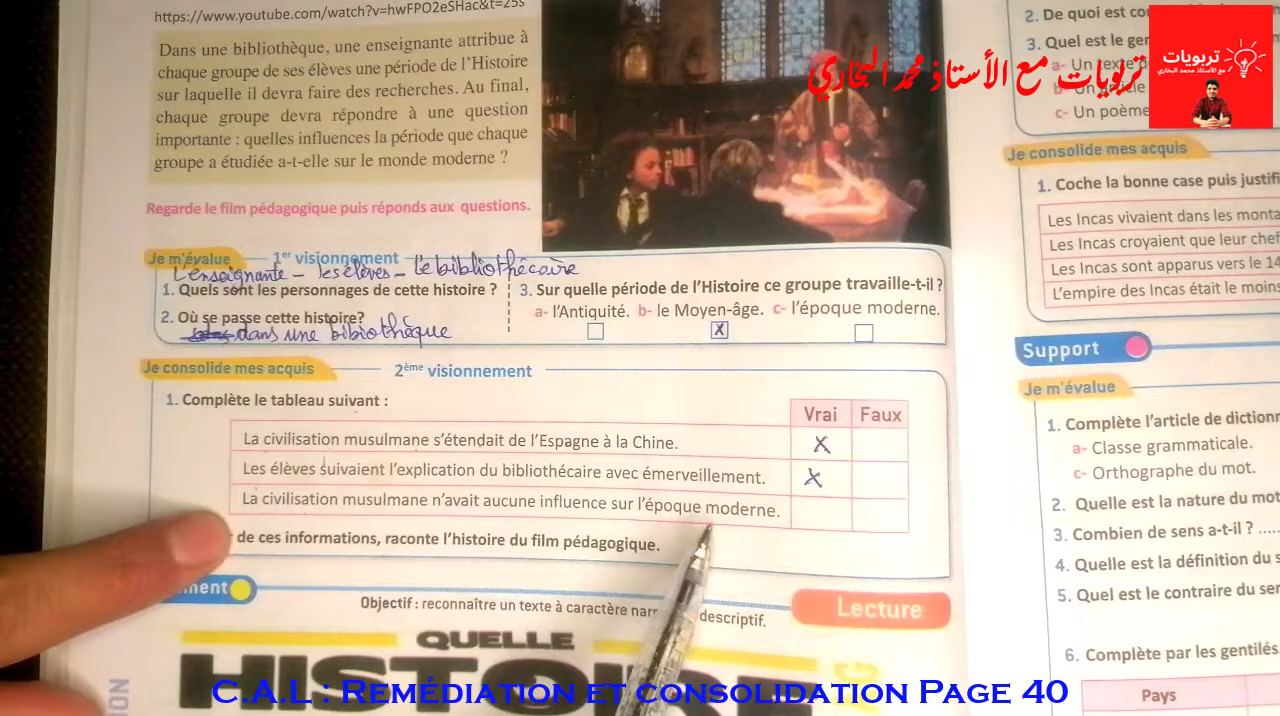 https://www.youtube.com/watch?v=hwFPO2eSHac&t=25s
Dans une bibliothèque, une enseignante attribue à
chaque groupe de ses élèves une période de l'Histoire
sur laquelle il devra faire des recherches. Au final,
chaque groupe devra répondre à une question
importante : quelles influences la période que chaque
groupe a étudiée a-t-elle sur le monde moderne ?
Regarde le film pédagogique puis réponds aux questions.
Je m'évalue
1er visionnement
L'enseignante - les élèves - Le bibliothécaire
1. Quels sont les personnages de cette histoire ?
2. Où se passe cette histoire?
dans une bibiothèque
3. Sur quelle période de l'Histoire ce groupe travaille-t-il ?
a- l'Antiquité. b- le Moyen-âge. c- l'époque moderne.
X
Je consolide mes acquis
2ème visionnement
1. Complète le tableau suivant :
Vrai Faux
La civilisation musulmane s'étendait de l'Espagne à la Chine. X
Les élèves suivaient l'explication du bibliothécaire avec émerveillement. X
La civilisation musulmane n'avait aucune influence sur l'époque moderne.
de ces informations, raconte l'histoire du film pédagogique.
ment
Objectif : reconnaître un texte à caractère nar
descriptif.
Lecture
QUELLE
HISTOIRE
ION
2. De quoi est co
3. Quel est le ger
a- Un texte d
b- Un article
c- Un poème
Je consolide mes acquis
1. Coche la bonne case puis justifi
Les Incas vivaient dans les monta
Les Incas croyaient que leur chef
Les Incas sont apparus vers le 14
L'empire des Incas était le moins
Support
Je m'évalue
1. Complète l'article de dictionn
a- Classe grammaticale.
c- Orthographe du mot.
2. Quelle est la nature du mot
3. Combien de sens a-t-il ? .....
4. Quelle est la définition du s
5. Quel est le contraire du ser
6. Complète par les gentilés
Pays
تربويات مع الأستاذ محمد البخاري
تربويات
مع الأستاذ محمد البخاري
C.A.L : Remédiation et consolidation Page 40